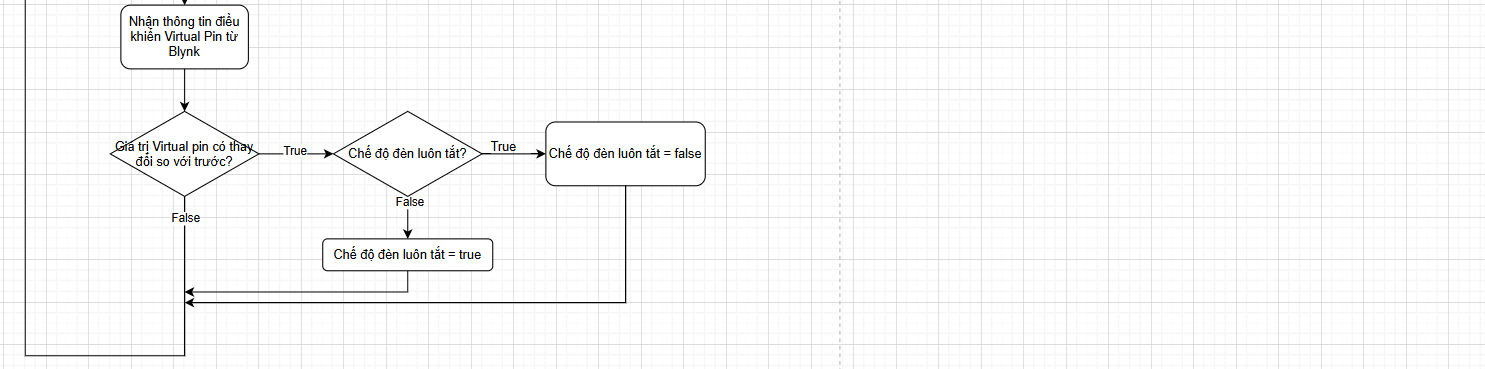 Nhận thông tin điều
khiển Virtual Pin từ
Blynk
Giá trị Virtual pin có thay
đổi so với trước?
True
Chế độ đèn luôn tắt?
True
Chế độ đèn luôn tắt = false
False
False
Chế độ đèn luôn tắt = true